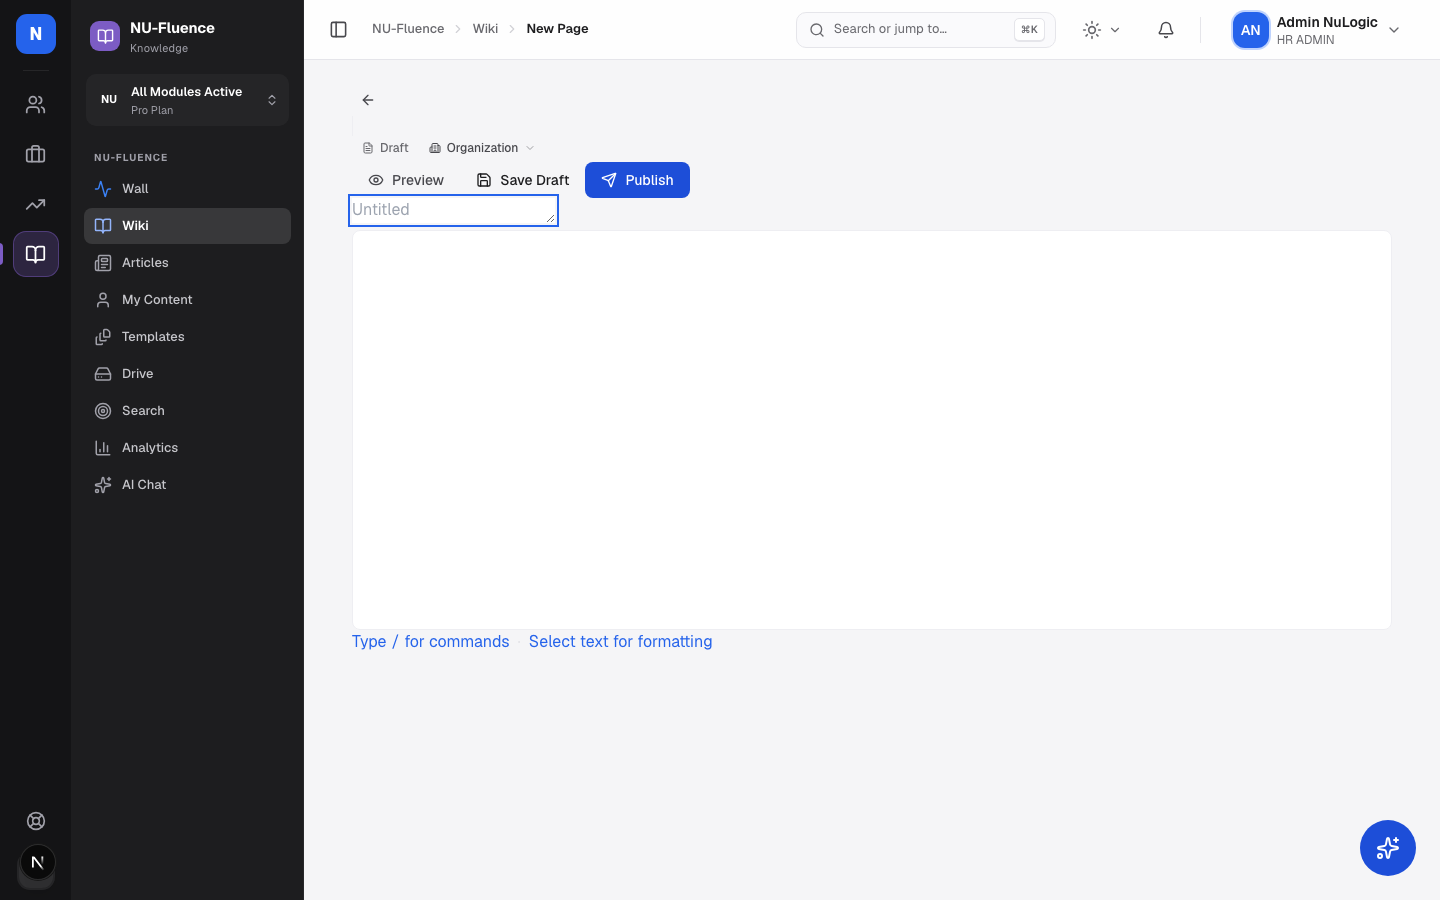 N
NU-Fluence
Knowledge
NU
All Modules Active
Pro Plan
NU-FLUENCE
Wall
Wiki
Articles
My Content
Templates
Drive
Search
Analytics
AI Chat
N
NU-Fluence > Wiki > New Page
Search or jump to...
⌘K
AN
Admin NuLogic
HR ADMIN
Draft
Organization
Preview
Save Draft
Publish
Untitled
Type / for commands · Select text for formatting